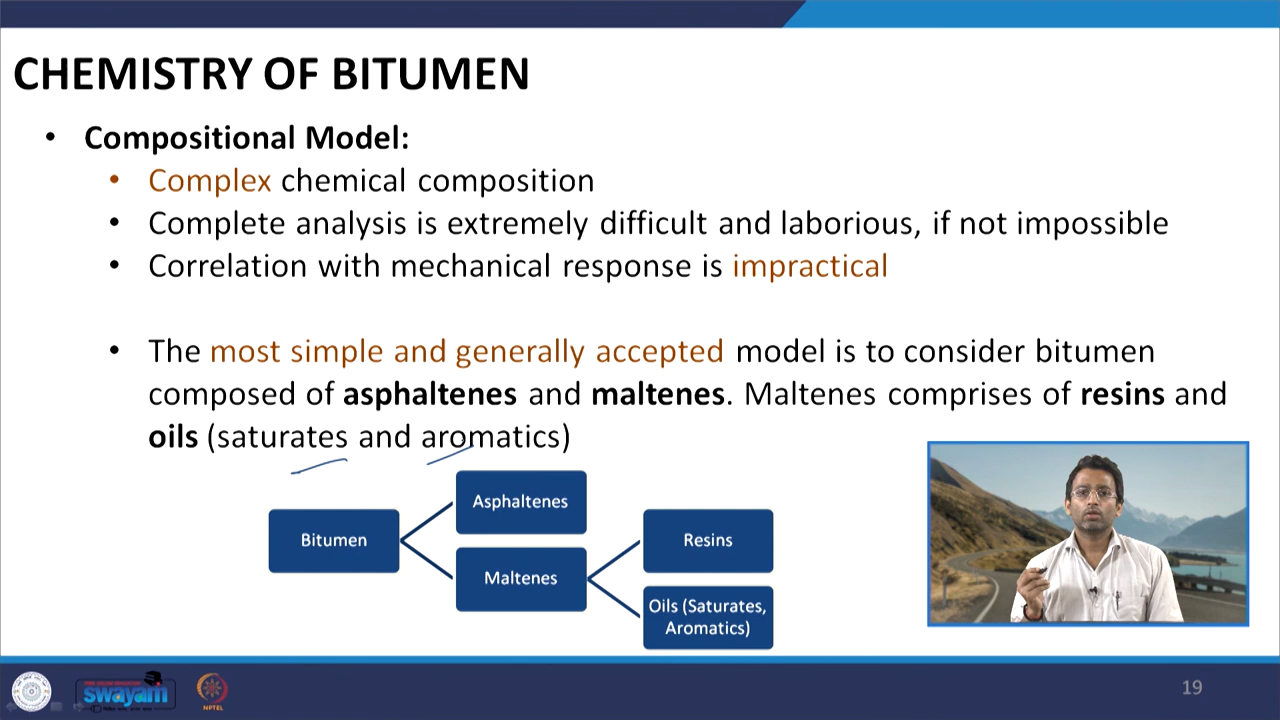 CHEMISTRY OF BITUMEN
• Compositional Model:
• Complex chemical composition
• Complete analysis is extremely difficult and laborious, if not impossible
• Correlation with mechanical response is impractical
• The most simple and generally accepted model is to consider bitumen
composed of asphaltenes and maltenes. Maltenes comprises of resins and
oils (saturates and aromatics)
Asphaltenes
Bitumen
Resins
Maltenes
Oils (Saturates,
Aromatics)
swayam
NPTEL
19